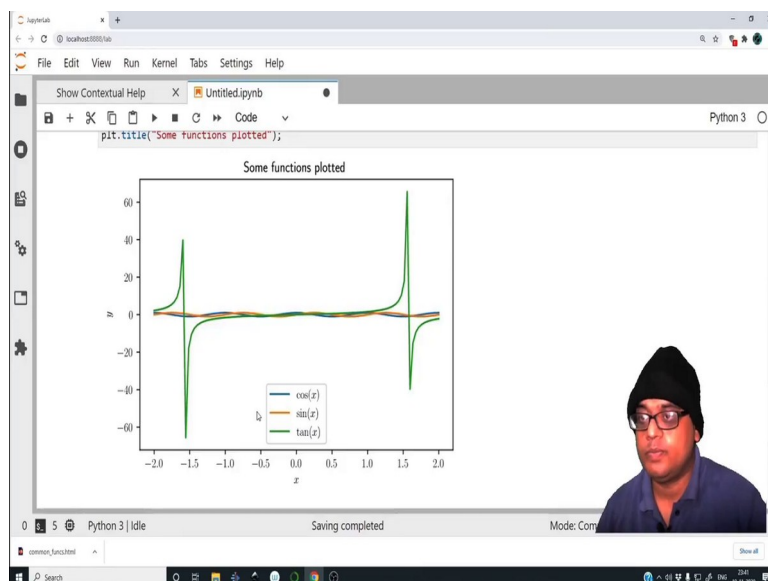 JupyterLab
localhost:8888/lab
File Edit View Run Kernel Tabs Settings Help
Show Contextual Help X Untitled.ipynb
Code Python 3
plt.title("Some functions plotted");
Some functions plotted
60
40
20
0
−20
−40
−60
y
cos(x)
sin(x)
tan(x)
−2.0 −1.5 −1.0 −0.5 0.0 0.5 1.0 1.5 2.0
x
0 5 Python 3 | Idle Saving completed Mode: Com
common_funcs.html Show all
Search ENG 23:41